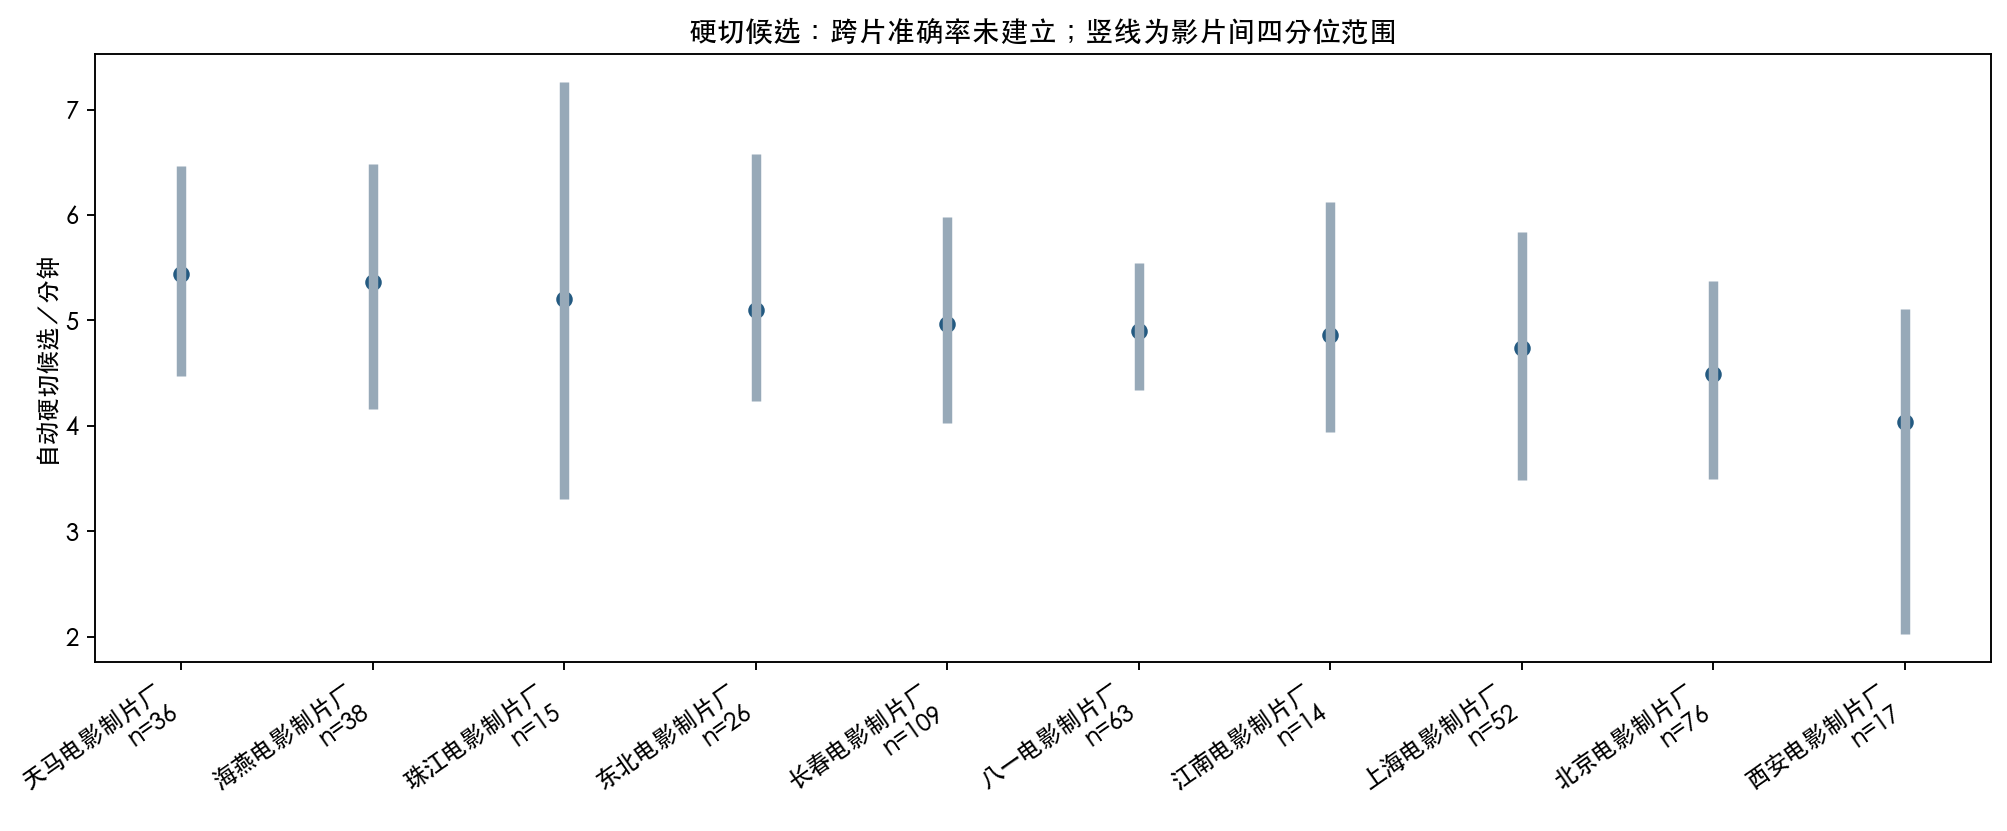 硬切候选：跨片准确率未建立；竖线为影片间四分位范围
自动硬切候选／分钟
7
6
5
4
3
2
天马电影制片厂
n=36
海燕电影制片厂
n=38
珠江电影制片厂
n=15
东北电影制片厂
n=26
长春电影制片厂
n=109
八一电影制片厂
n=63
江南电影制片厂
n=14
上海电影制片厂
n=52
北京电影制片厂
n=76
西安电影制片厂
n=17